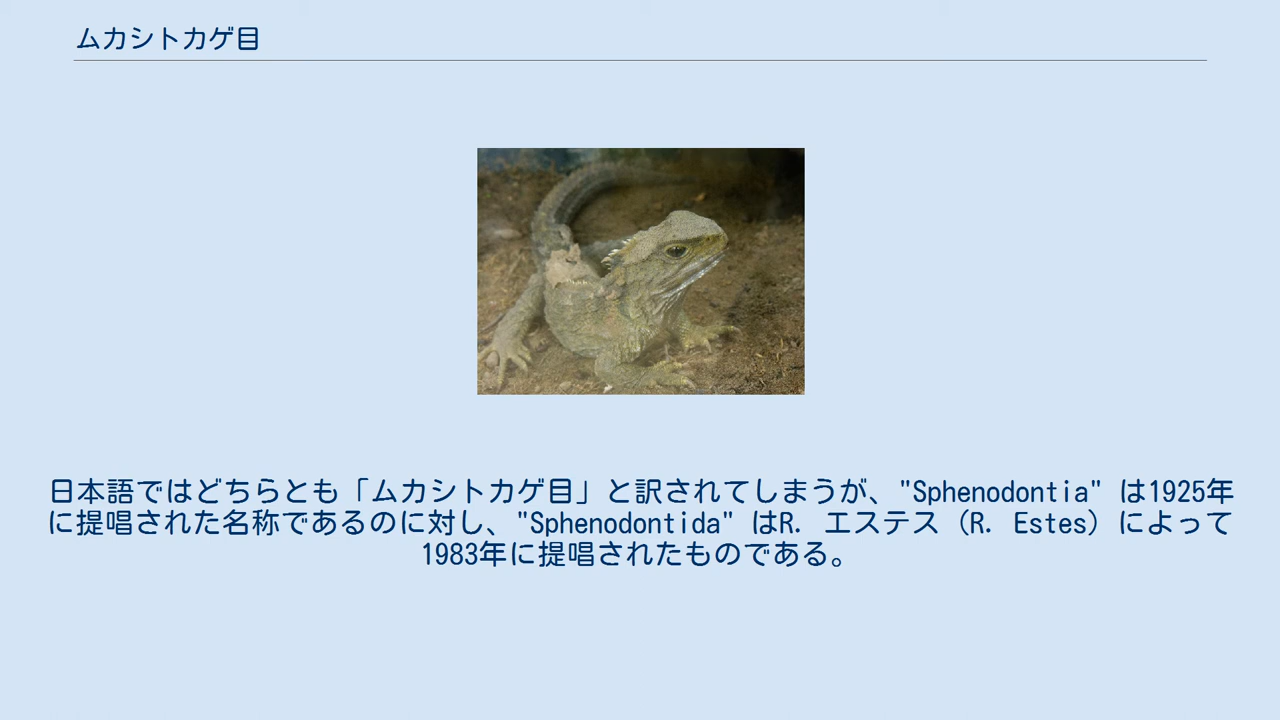 ムカシトカゲ目
日本語ではどちらとも「ムカシトカゲ目」と訳されてしまうが、"Sphenodontia" は1925年
に提唱された名称であるのに対し、"Sphenodontida" はR. エステス（R. Estes）によって
1983年に提唱されたものである。